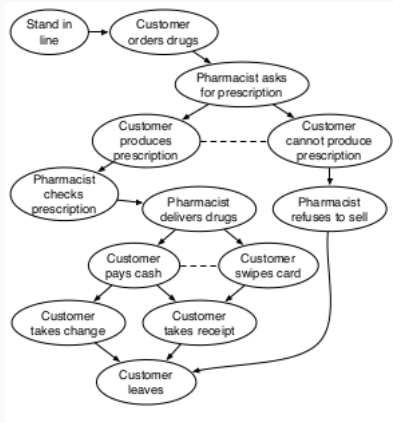 Stand in
line
Customer
orders drugs
Pharmacist asks
for prescription
Customer
produces
prescription
Customer
cannot produce
prescription
Pharmacist
checks
prescription
Pharmacist
delivers drugs
Pharmacist
refuses to sell
Customer
pays cash
Customer
swipes card
Customer
takes change
Customer
takes receipt
Customer
leaves